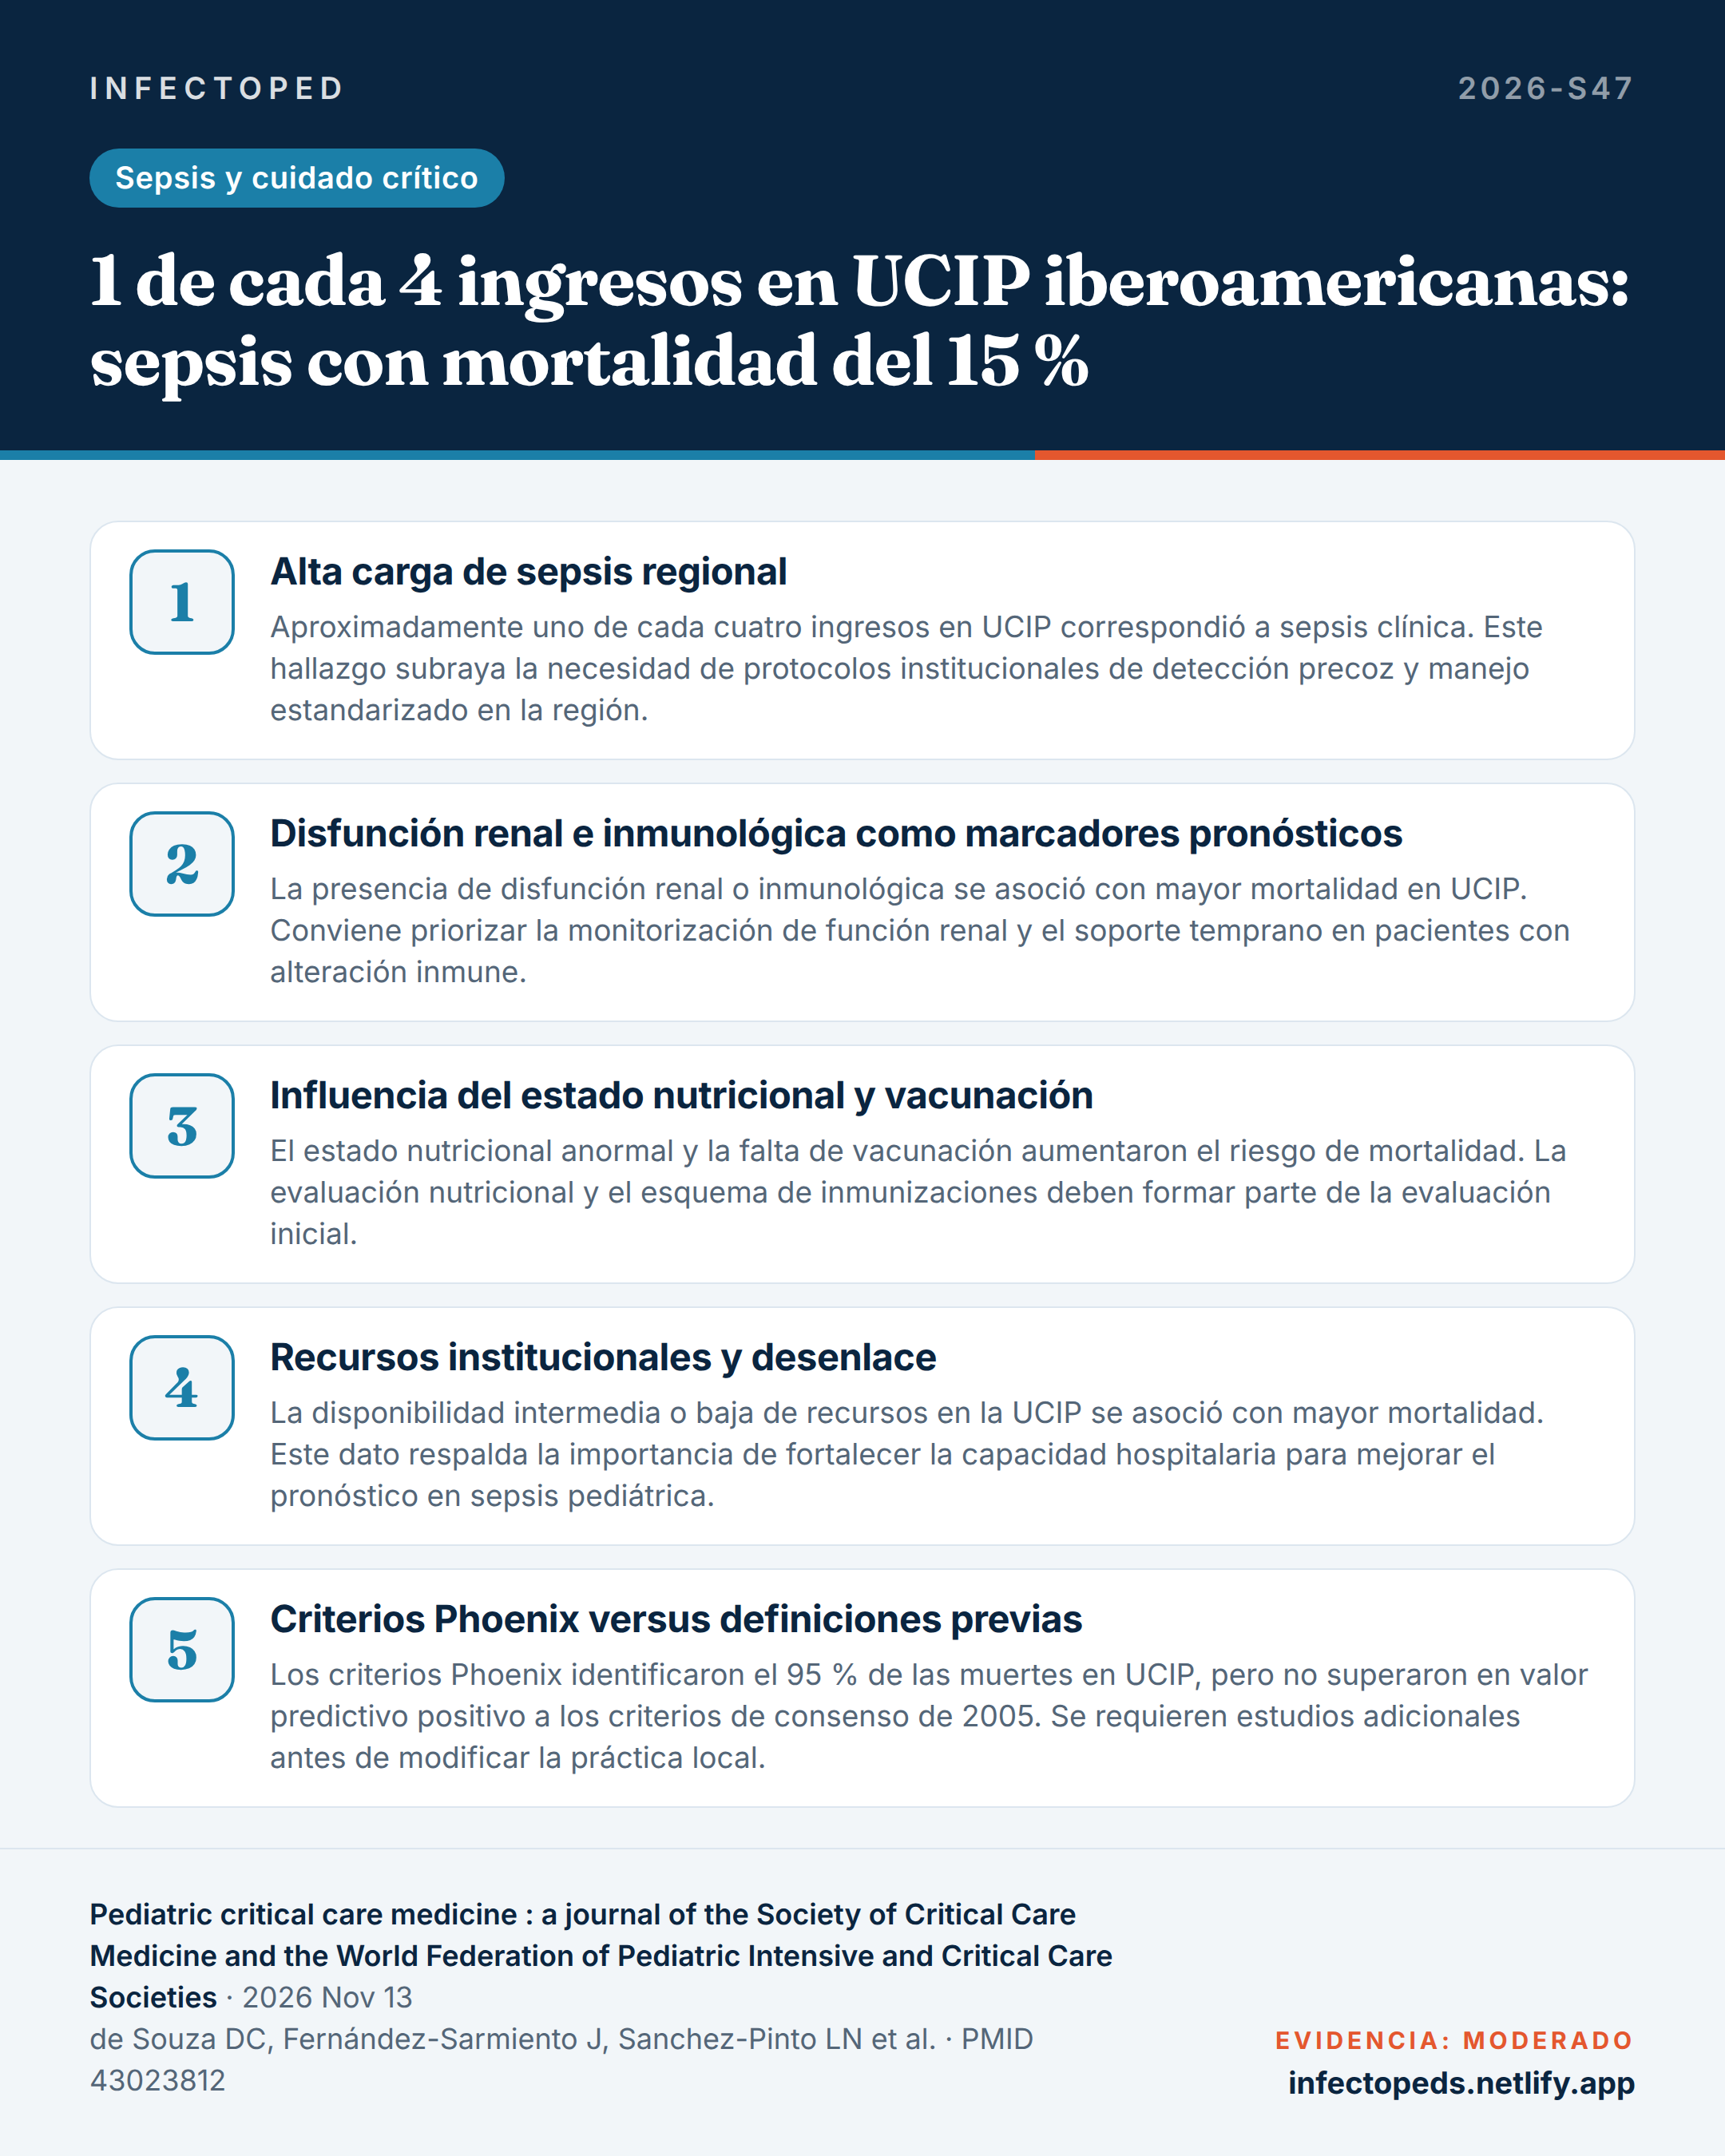 INFECTOPED
2026-S47
Sepsis y cuidado crítico
1 de cada 4 ingresos en UCIP iberoamericanas:
sepsis con mortalidad del 15 %
1
Alta carga de sepsis regional
Aproximadamente uno de cada cuatro ingresos en UCIP correspondió a sepsis clínica. Este
hallazgo subraya la necesidad de protocolos institucionales de detección precoz y manejo
estandarizado en la región.
2
Disfunción renal e inmunológica como marcadores pronósticos
La presencia de disfunción renal o inmunológica se asoció con mayor mortalidad en UCIP.
Conviene priorizar la monitorización de función renal y el soporte temprano en pacientes con
alteración inmune.
3
Influencia del estado nutricional y vacunación
El estado nutricional anormal y la falta de vacunación aumentaron el riesgo de mortalidad. La
evaluación nutricional y el esquema de inmunizaciones deben formar parte de la evaluación
inicial.
4
Recursos institucionales y desenlace
La disponibilidad intermedia o baja de recursos en la UCIP se asoció con mayor mortalidad.
Este dato respalda la importancia de fortalecer la capacidad hospitalaria para mejorar el
pronóstico en sepsis pediátrica.
5
Criterios Phoenix versus definiciones previas
Los criterios Phoenix identificaron el 95 % de las muertes en UCIP, pero no superaron en valor
predictivo positivo a los criterios de consenso de 2005. Se requieren estudios adicionales
antes de modificar la práctica local.
Pediatric critical care medicine : a journal of the Society of Critical Care
Medicine and the World Federation of Pediatric Intensive and Critical Care
Societies · 2026 Nov 13
de Souza DC, Fernández-Sarmiento J, Sanchez-Pinto LN et al. · PMID
43023812
EVIDENCIA: MODERADO
infectopeds.netlify.app